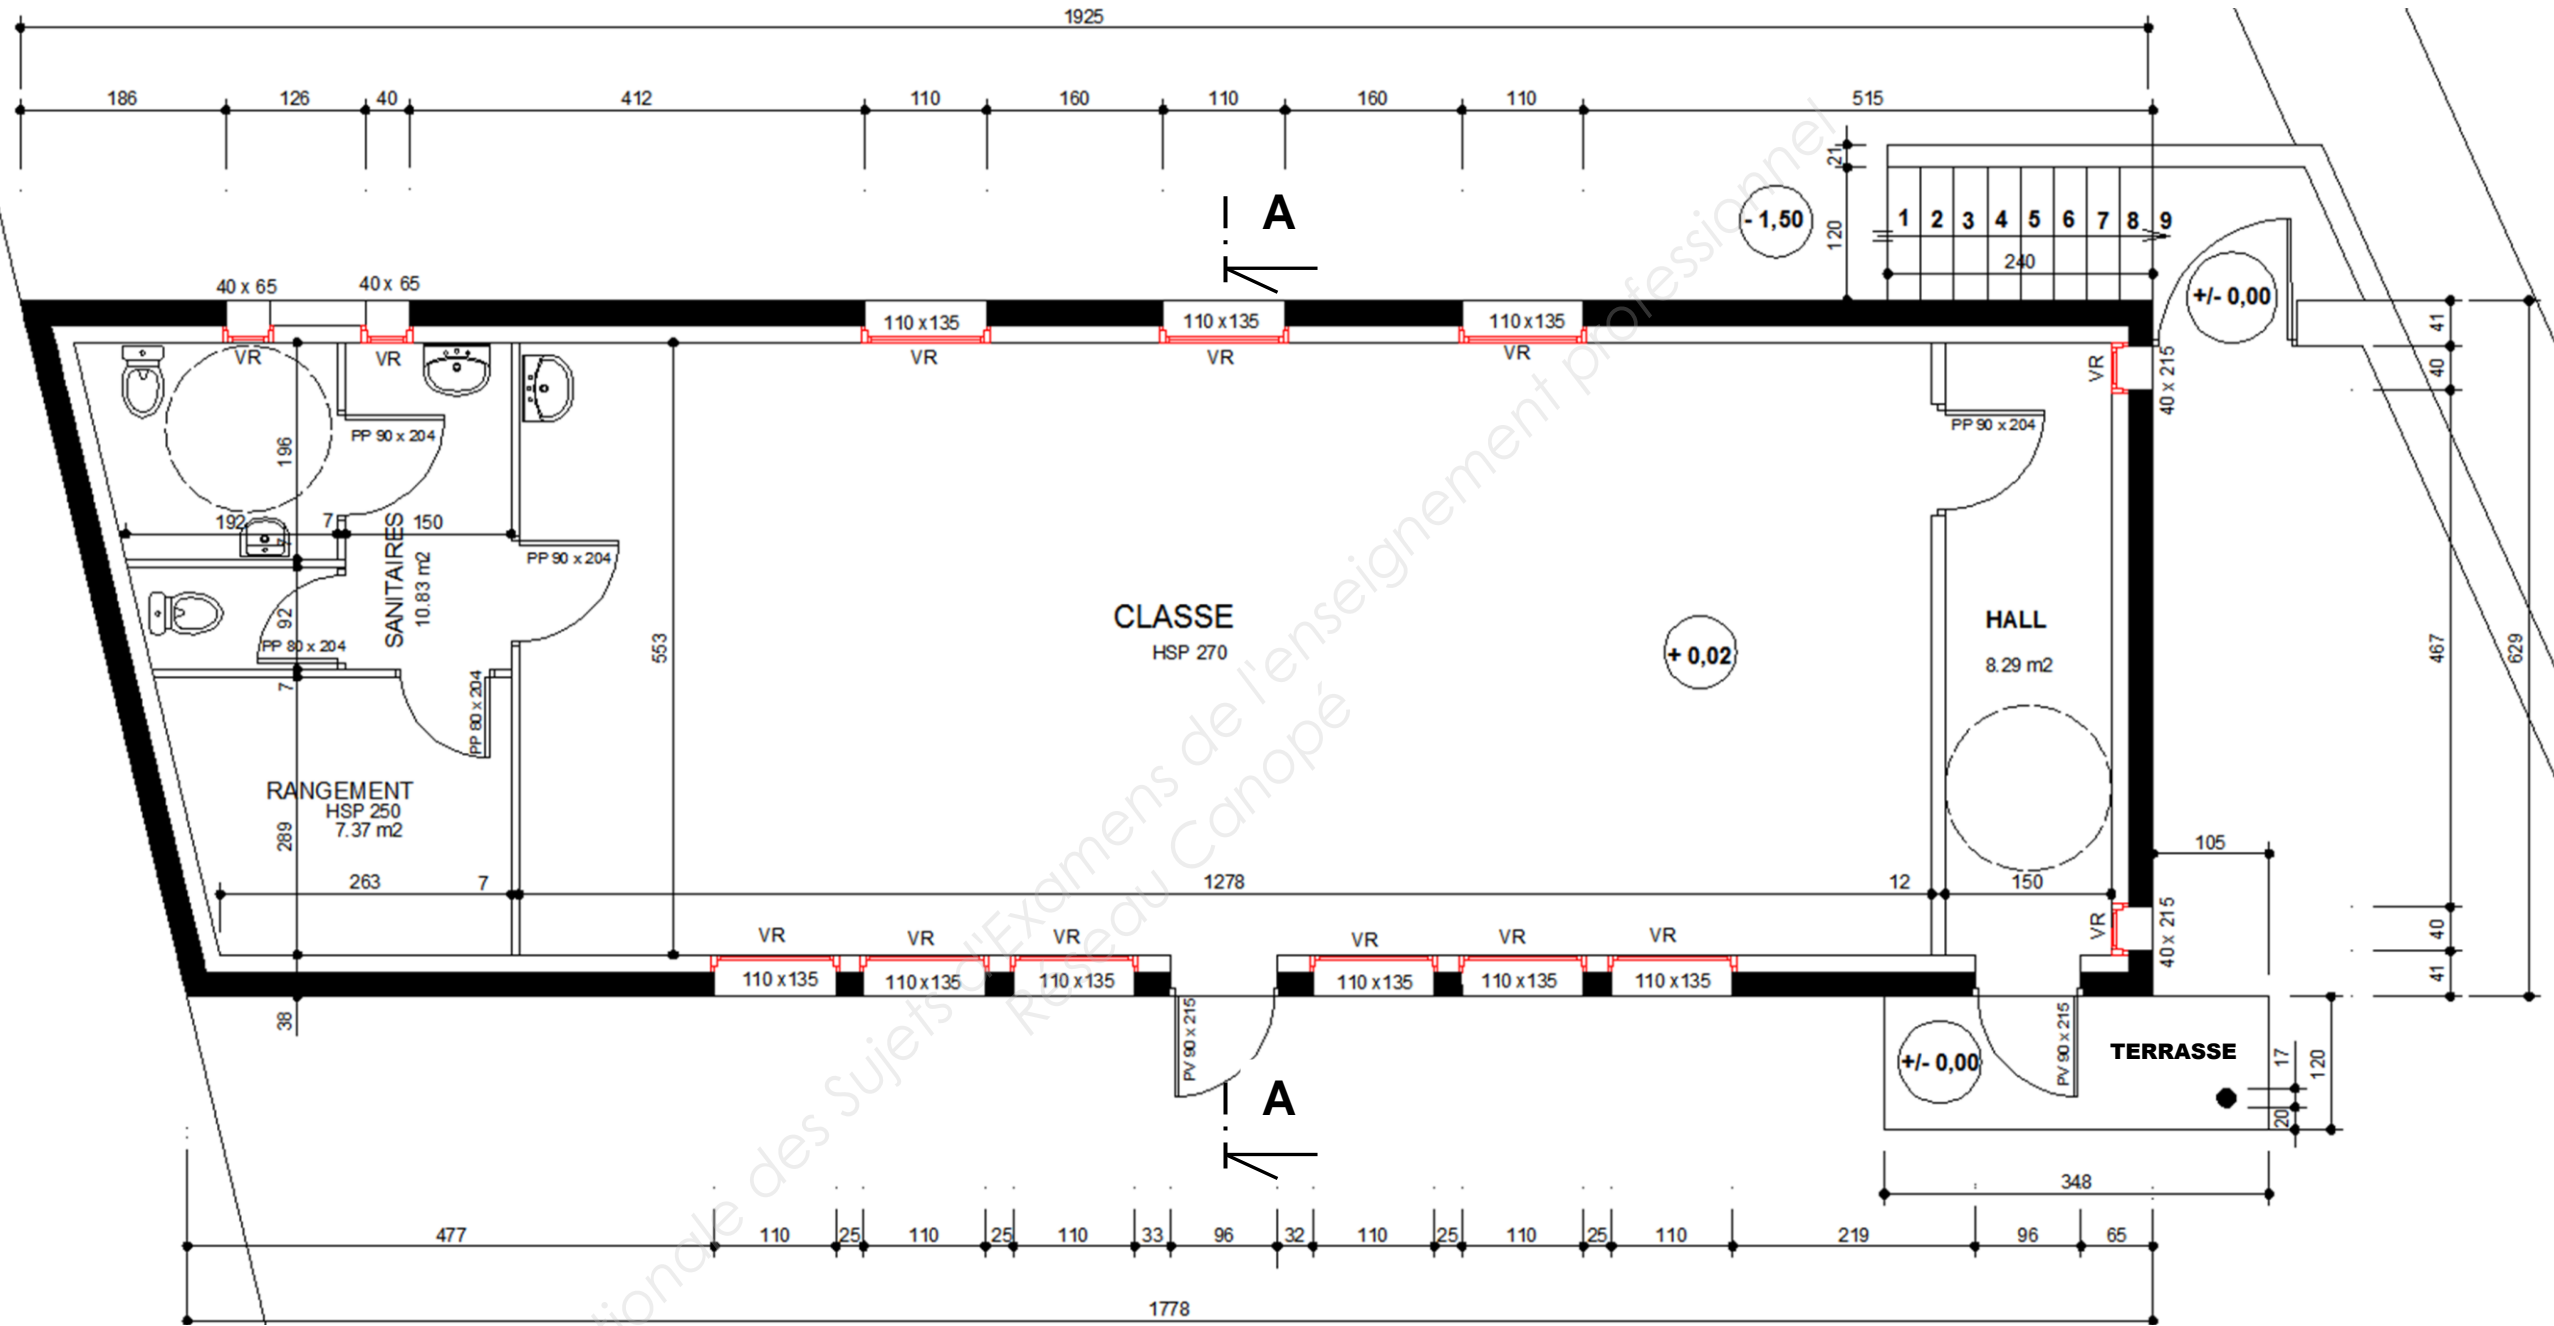 1925
186 126 40 412 110 160 110 160 110 515
21
120
- 1,50
A
1 2 3 4 5 6 7 8 9
240
+/- 0,00
40 x 65
40 x 65
110 x 135
110 x 135
110 x 135
VR
VR
VR
VR
VR
VR
40 x 215
41
40
467
629
40
41
PP 90 x 204
PP 90 x 204
196
192 7 150
7
PP 90 x 204
SANITAIRES
10.83 m2
92
PP 80 x 204
7
PP 80 x 204
553
CLASSE
HSP 270
+ 0,02
HALL
8.29 m2
RANGEMENT
HSP 250
7.37 m2
289
263 7 1278 12 150
105
VR
VR
VR
VR
VR
VR
VR
40 x 215
110 x 135
110 x 135
110 x 135
110 x 135
110 x 135
110 x 135
38
PV 90 x 215
A
+/- 0,00
PV 90 x 215
TERRASSE
17
120
20
348
477 110 25 110 25 110 33 96 32 110 25 110 25 110 219 96 65
1778
ionale des Sujets d'Examens de l'enseignement professionnel
Réseau Canopé